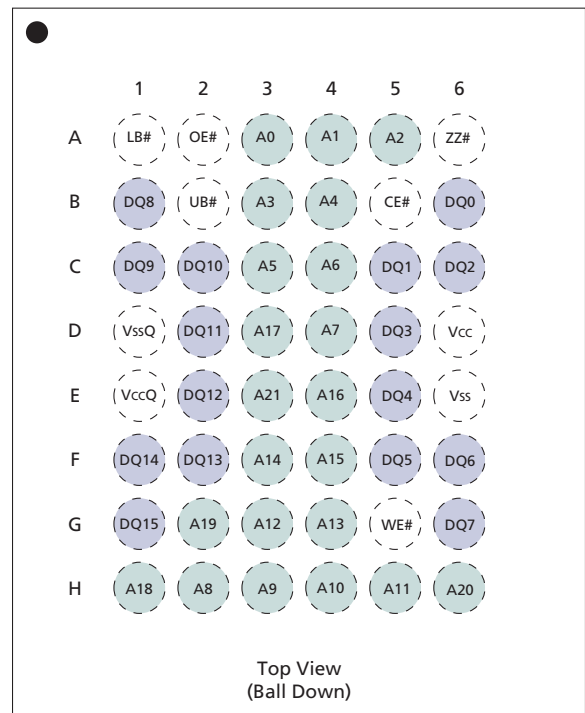 1 2 3 4 5 6
A LB# OE# A0 A1 A2 ZZ#
B DQ8 UB# A3 A4 CE# DQ0
C DQ9 DQ10 A5 A6 DQ1 DQ2
D VssQ DQ11 A17 A7 DQ3 Vcc
E VccQ DQ12 A21 A16 DQ4 Vss
F DQ14 DQ13 A14 A15 DQ5 DQ6
G DQ15 A19 A12 A13 WE# DQ7
H A18 A8 A9 A10 A11 A20
Top View
(Ball Down)